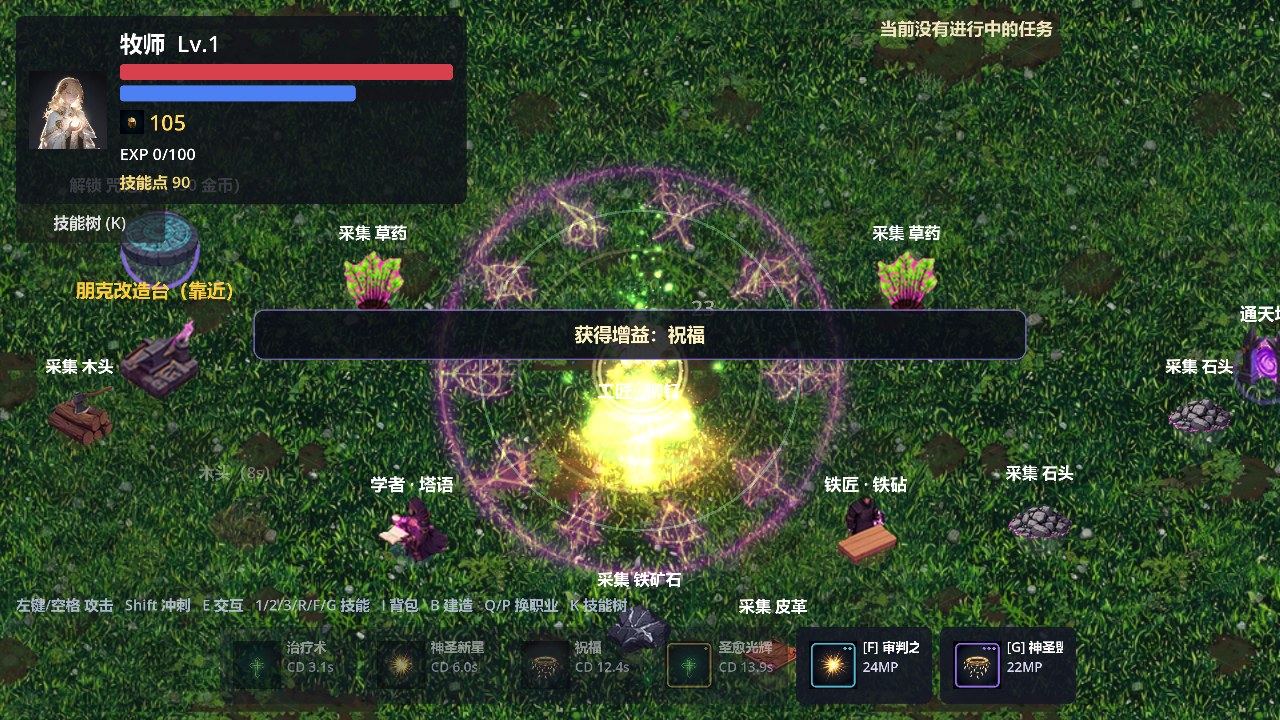 牧师 Lv.1
105
EXP 0/100
技能点 90
当前没有进行中的任务
技能树 (K)
朋克改造台（靠近）
采集 草药
采集 草药
23
获得增益：祝福
通天
采集 木头
采集 石头
工匠
木头 (8s)
学者 · 塔语
铁匠 · 铁砧
采集 石头
采集 铁矿石
采集 皮革
左键/空格 攻击 Shift 冲刺 E 交互 1/2/3/R/F/G 技能 I 背包 B 建造 Q/P 换职业 K 技能树
治疗术
CD 3.1s
神圣新星
CD 6.0s
祝福
CD 12.4s
圣愈光辉
CD 13.9s
[F] 审判之
24MP
[G] 神圣
22MP